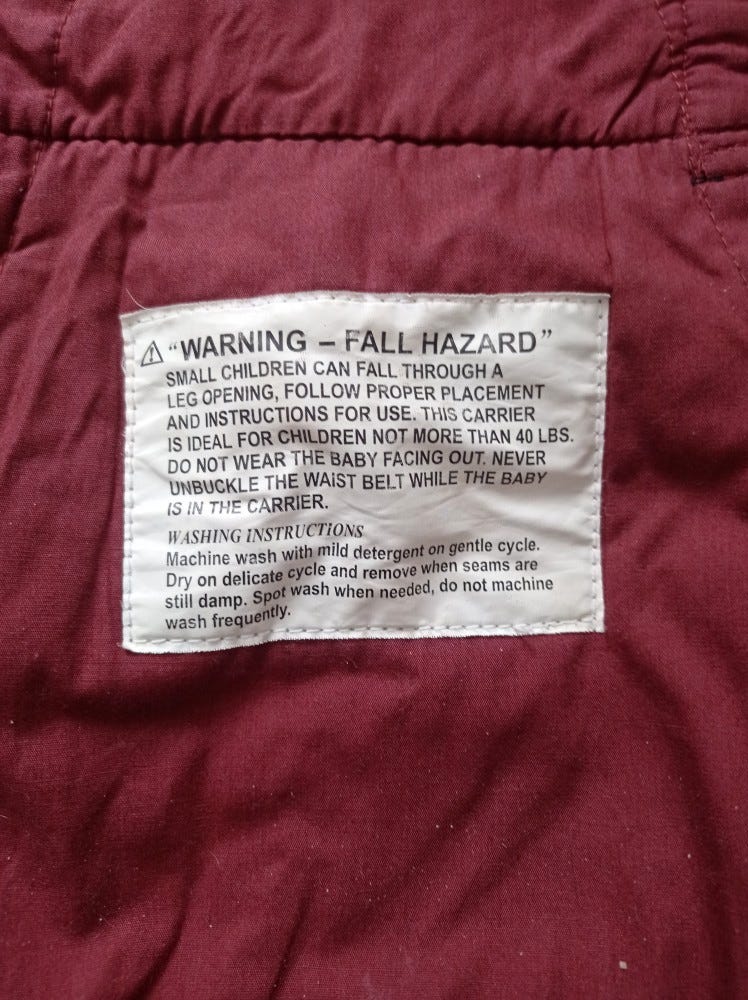 ⚠ "WARNING – FALL HAZARD"
SMALL CHILDREN CAN FALL THROUGH A
LEG OPENING, FOLLOW PROPER PLACEMENT
AND INSTRUCTIONS FOR USE. THIS CARRIER
IS IDEAL FOR CHILDREN NOT MORE THAN 40 LBS.
DO NOT WEAR THE BABY FACING OUT. NEVER
UNBUCKLE THE WAIST BELT WHILE THE BABY
IS IN THE CARRIER.
WASHING INSTRUCTIONS
Machine wash with mild detergent on gentle cycle.
Dry on delicate cycle and remove when seams are
still damp. Spot wash when needed, do not machine
wash frequently.